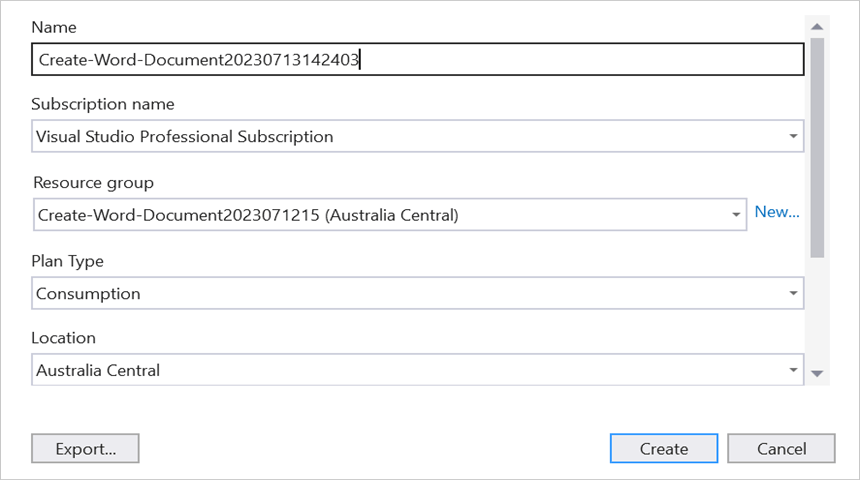 Name
Create-Word-Document20230713142403
Subscription name
Visual Studio Professional Subscription
Resource group
Create-Word-Document2023071215 (Australia Central)
New...
Plan Type
Consumption
Location
Australia Central
Export...
Create
Cancel